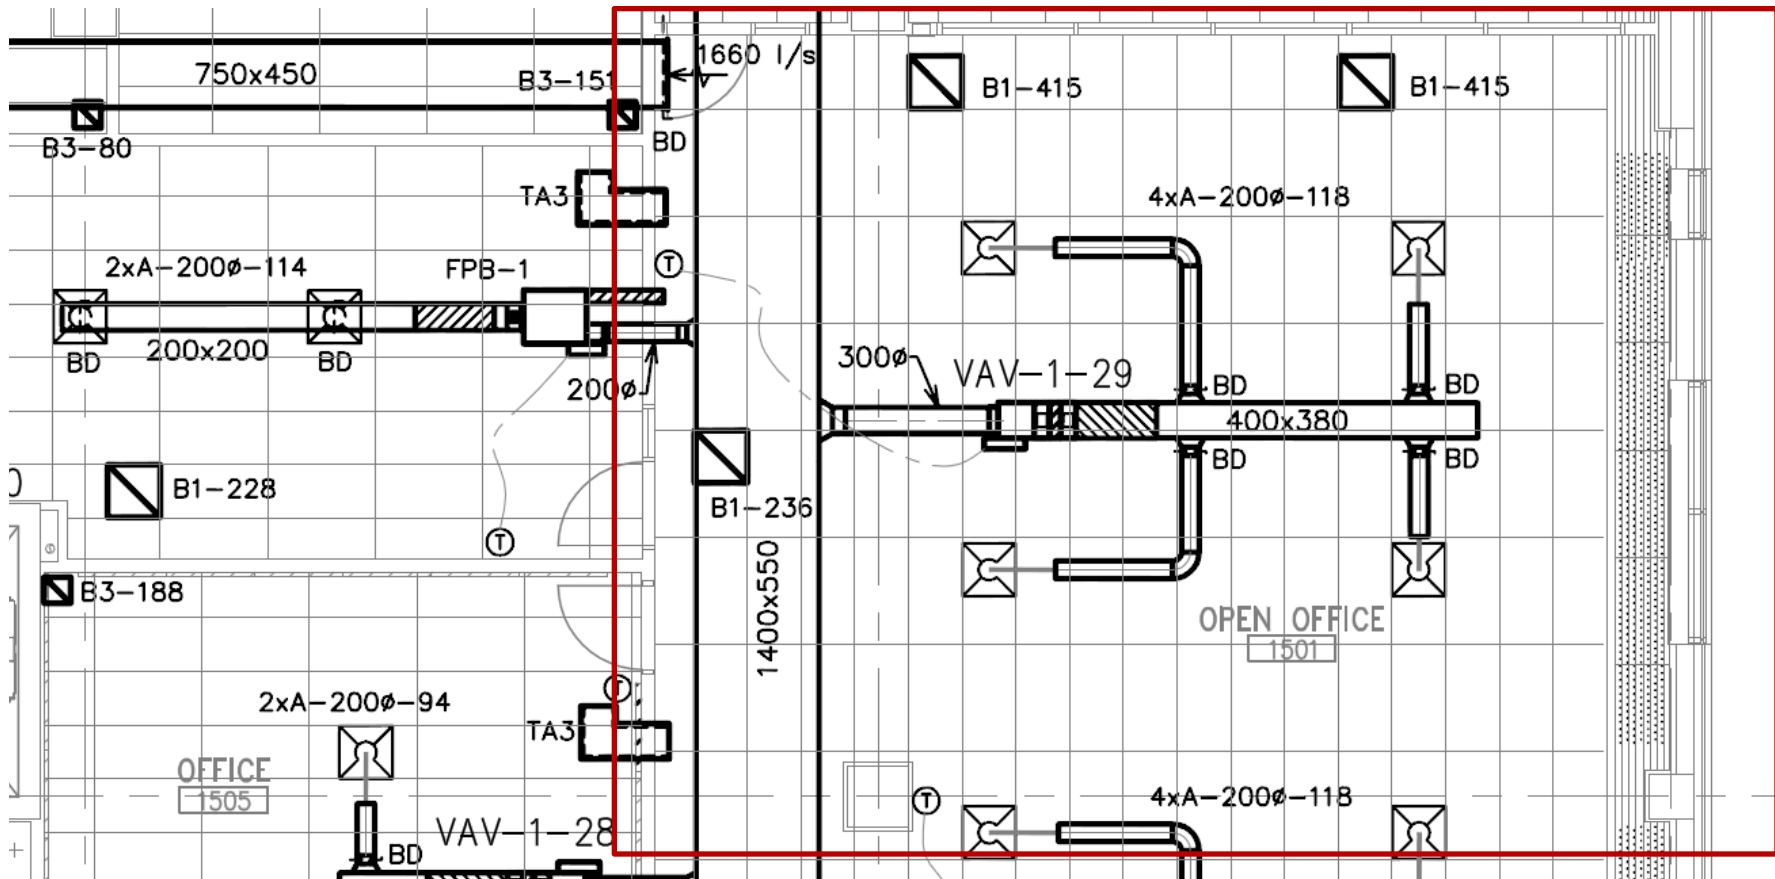 750x450
B3-151
1660 l/s
B1-415
B1-415
B3-80
BD
TA3
4xA-200ø-118
2xA-200ø-114
FPB-1
T
200x200
BD
BD
200ø
300ø
VAV-1-29
BD
BD
400x380
BD
BD
B1-228
B1-236
T
1400x550
B3-188
OPEN OFFICE
1501
2xA-200ø-94
T
TA3
OFFICE
1505
T
4xA-200ø-118
VAV-1-28
BD